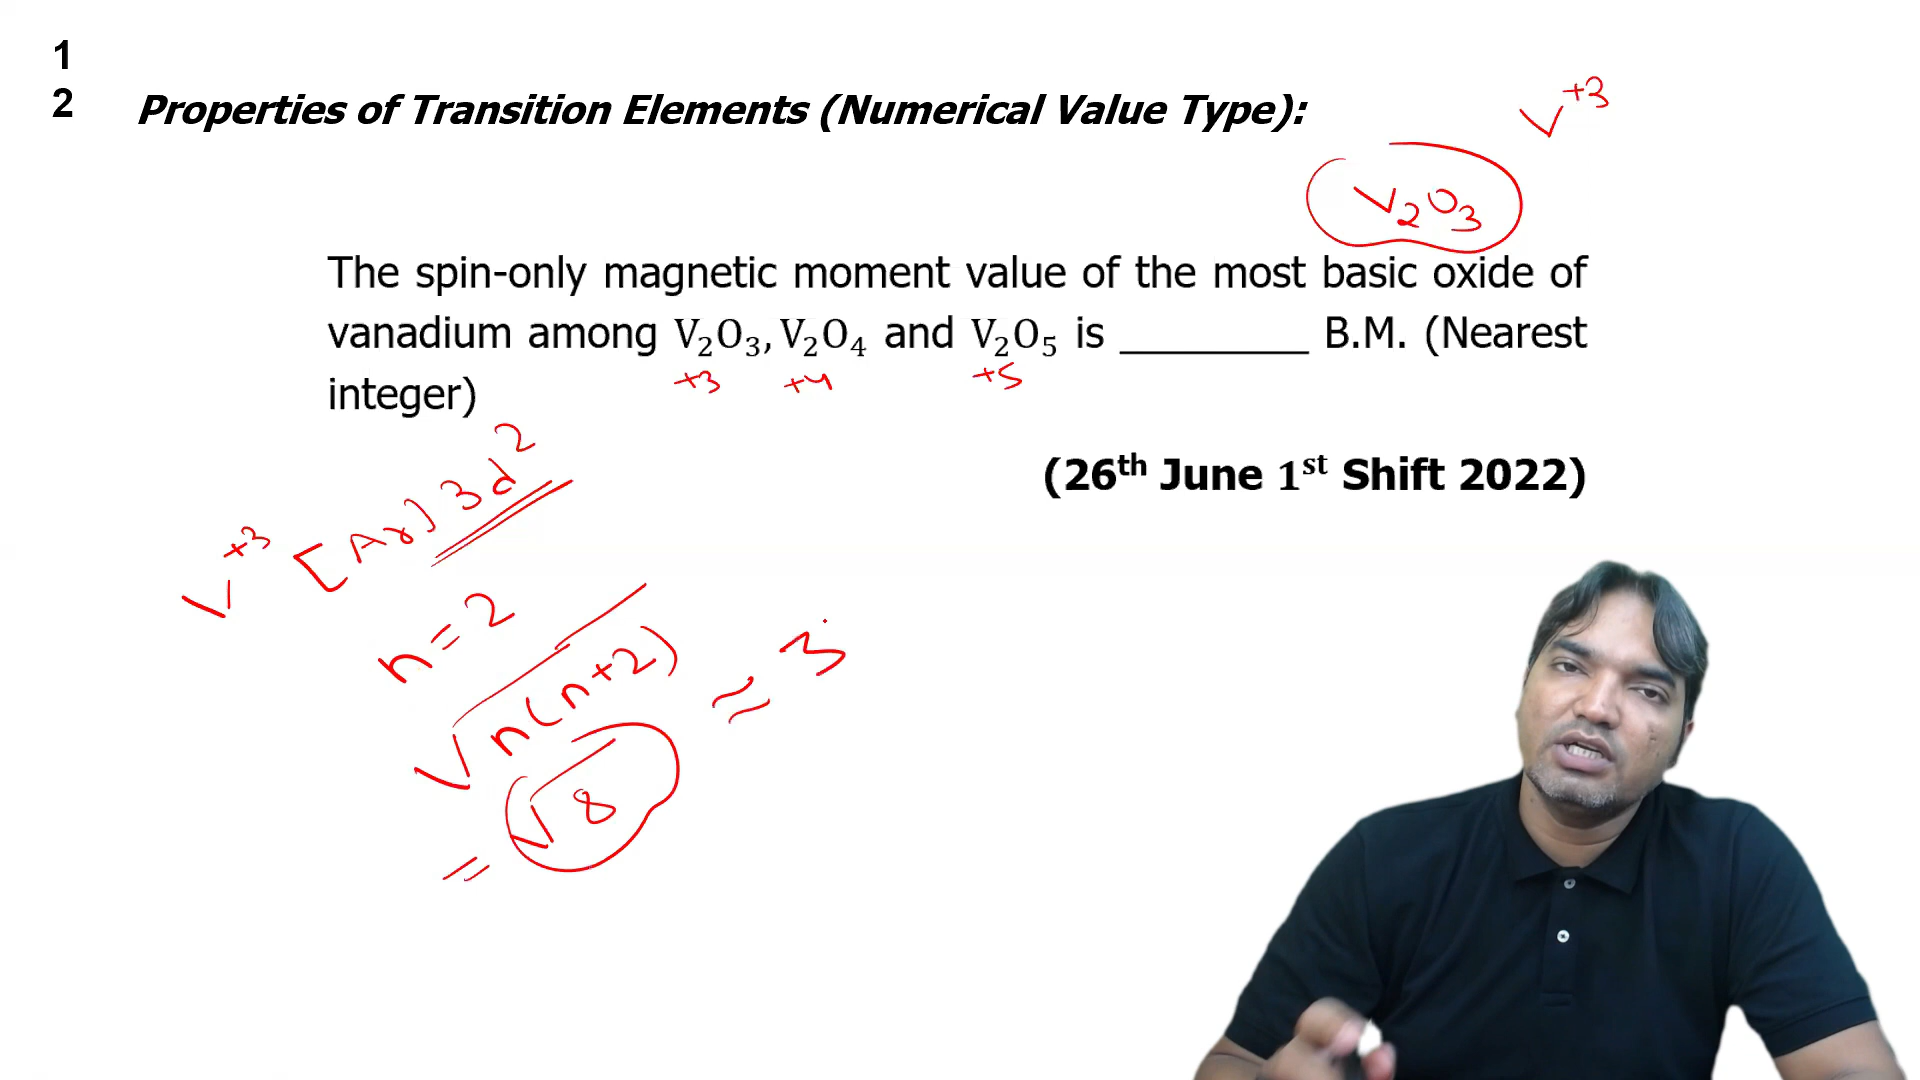 1
2
Properties of Transition Elements (Numerical Value Type):
V+3
V2O3
The spin-only magnetic moment value of the most basic oxide of
vanadium among V₂O₃, V₂O₄ and V₂O₅ is ________ B.M. (Nearest
+3 +4 +5
integer)
(26th June 1st Shift 2022)
V+3 [Ar] 3d2
n = 2
√n(n+2) ≈ 3
= √8